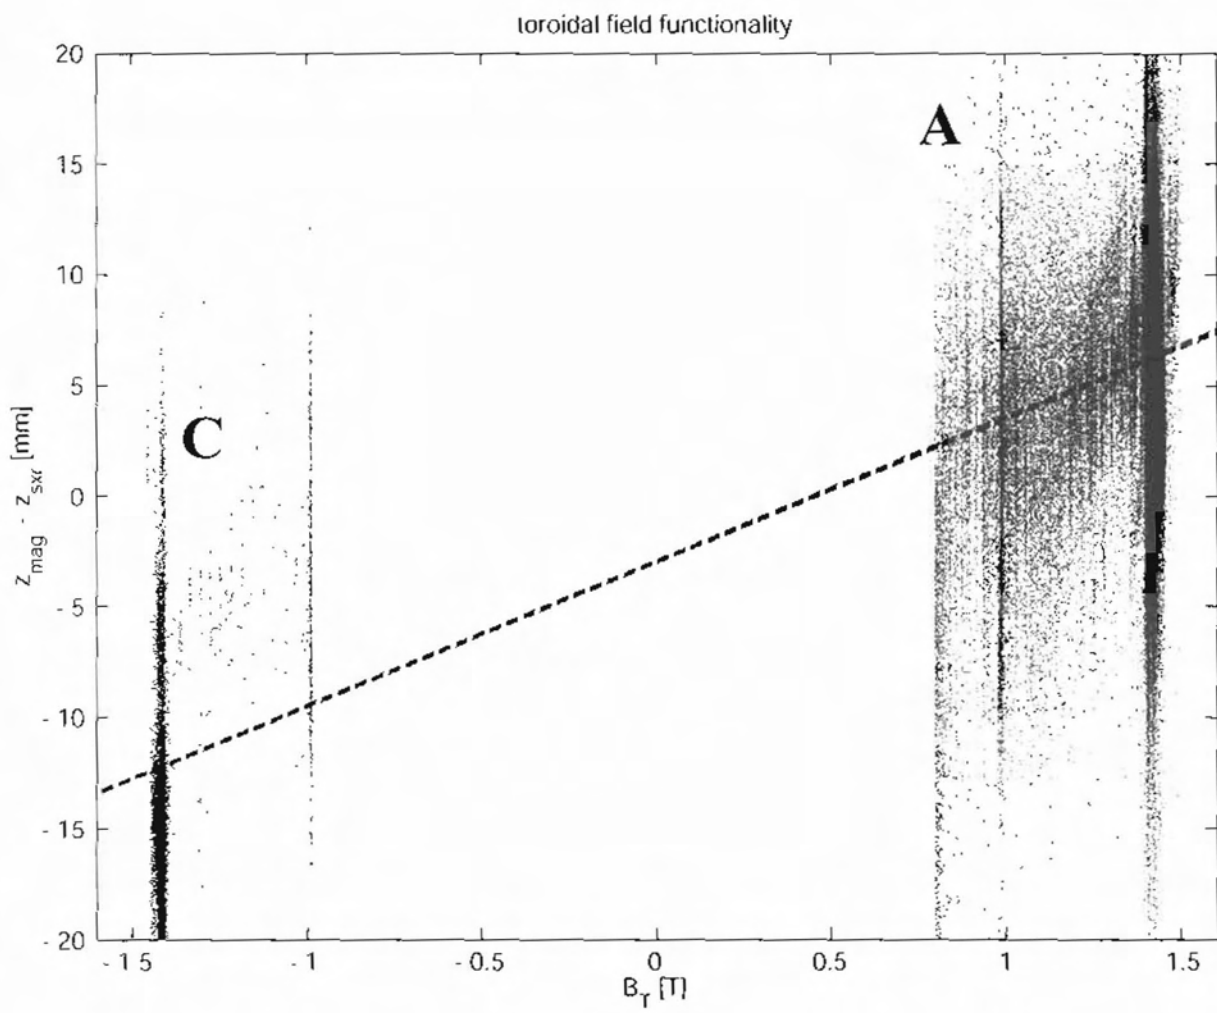 toroidal field functionality
20
15
10
5
0
- 5
- 10
- 15
- 20
z_mag - z_sxr [mm]
A
C
- 1 5
- 1
- 0.5
0
0.5
1
1.5
B_T [T]